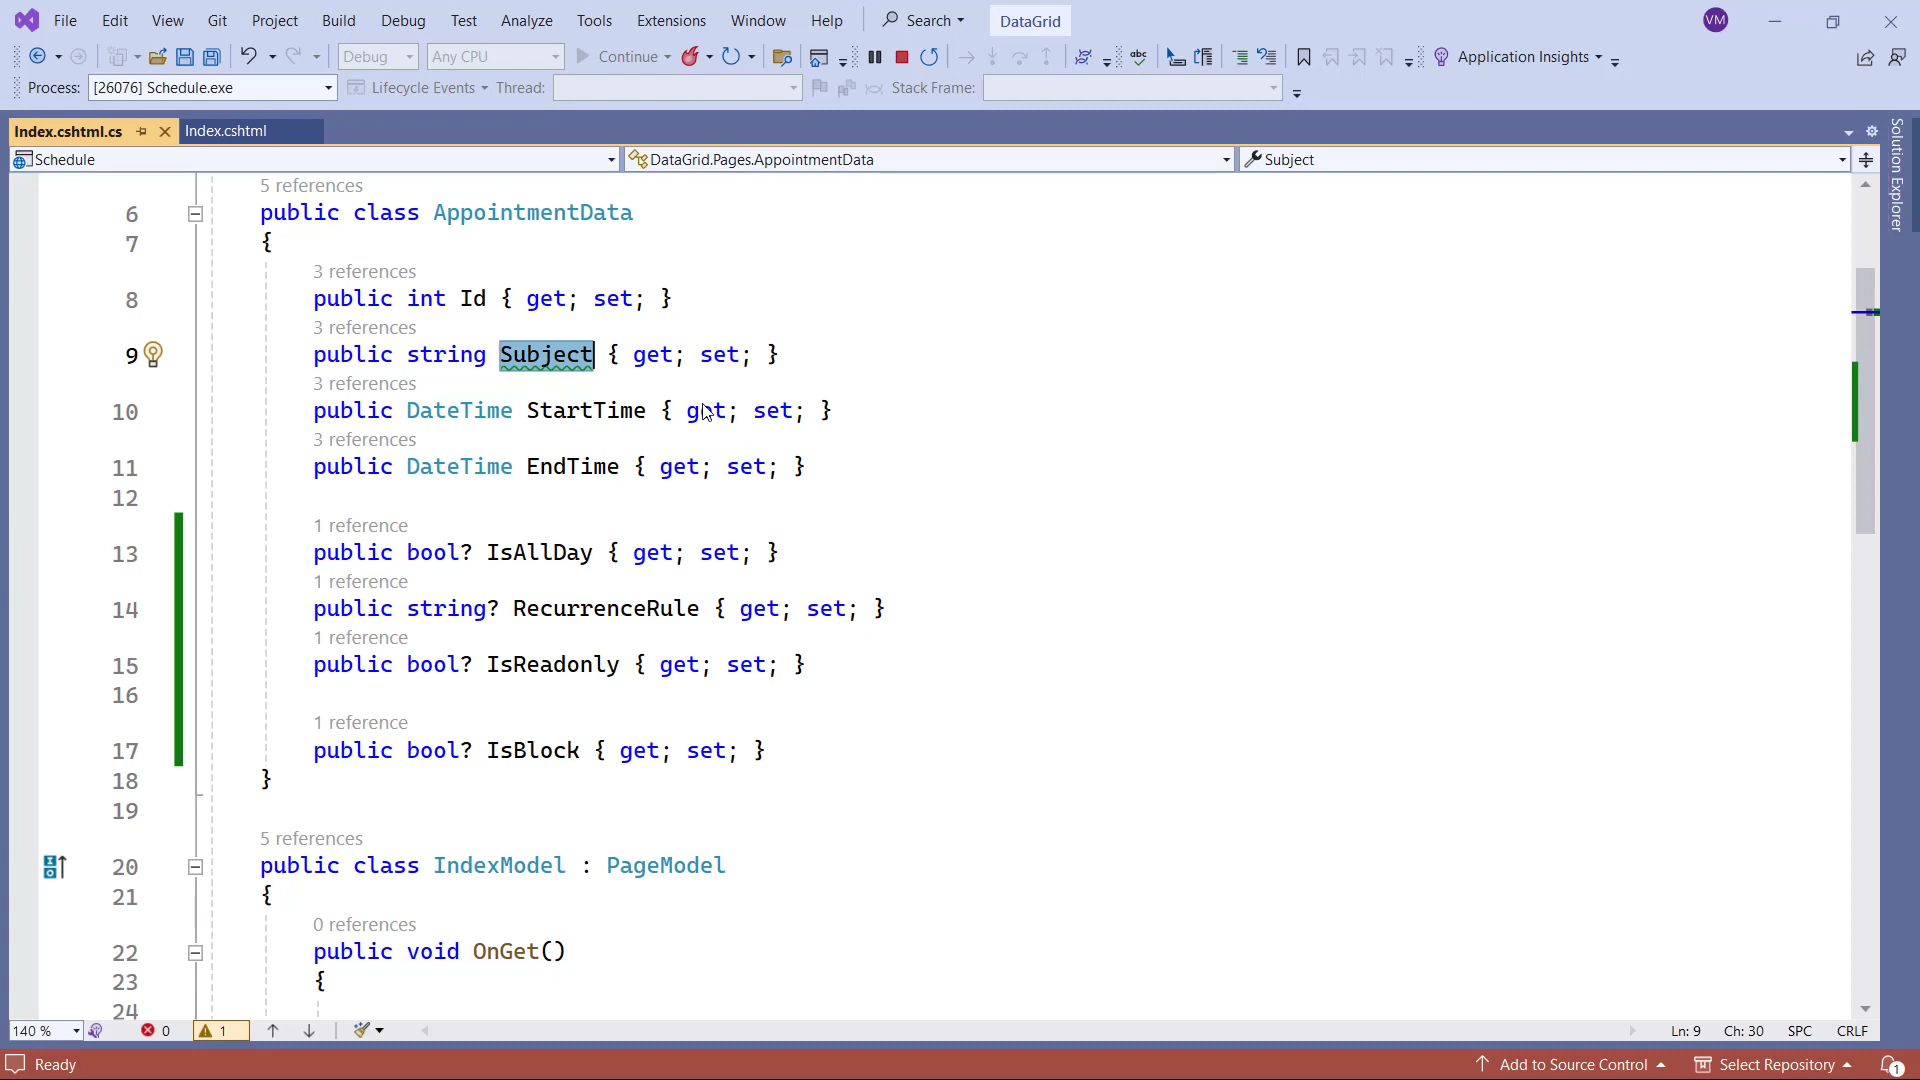 File Edit View Git Project Build Debug Test Analyze Tools Extensions Window Help Search DataGrid VM
Debug Any CPU Continue abc Application Insights
Process: [26076] Schedule.exe Lifecycle Events Thread: Stack Frame:
Index.cshtml.cs Index.cshtml
Schedule DataGrid.Pages.AppointmentData Subject
Solution Explorer
5 references
6 public class AppointmentData
7 {
3 references
8 public int Id { get; set; }
3 references
9 public string Subject { get; set; }
3 references
10 public DateTime StartTime { get; set; }
3 references
11 public DateTime EndTime { get; set; }
12
1 reference
13 public bool? IsAllDay { get; set; }
1 reference
14 public string? RecurrenceRule { get; set; }
1 reference
15 public bool? IsReadonly { get; set; }
16
1 reference
17 public bool? IsBlock { get; set; }
18 }
19
5 references
20 public class IndexModel : PageModel
21 {
0 references
22 public void OnGet()
23 {
24
140 % 0 1 Ln: 9 Ch: 30 SPC CRLF
Ready Add to Source Control Select Repository 1